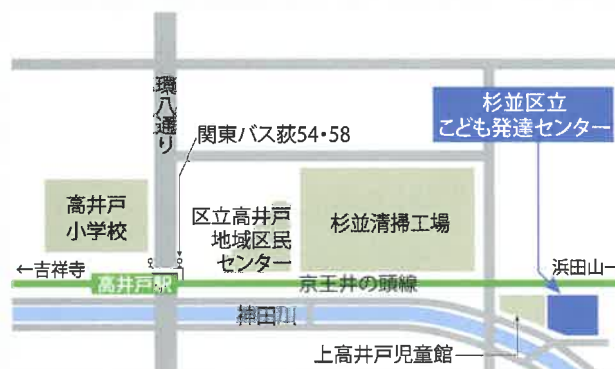 環八通り
杉並区立
こども発達センター
関東バス荻54・58
高井戸
小学校
区立高井戸
地域区民
センター
杉並清掃工場
←吉祥寺
浜田山→
高井戸駅
京王井の頭線
神田川
上高井戸児童館